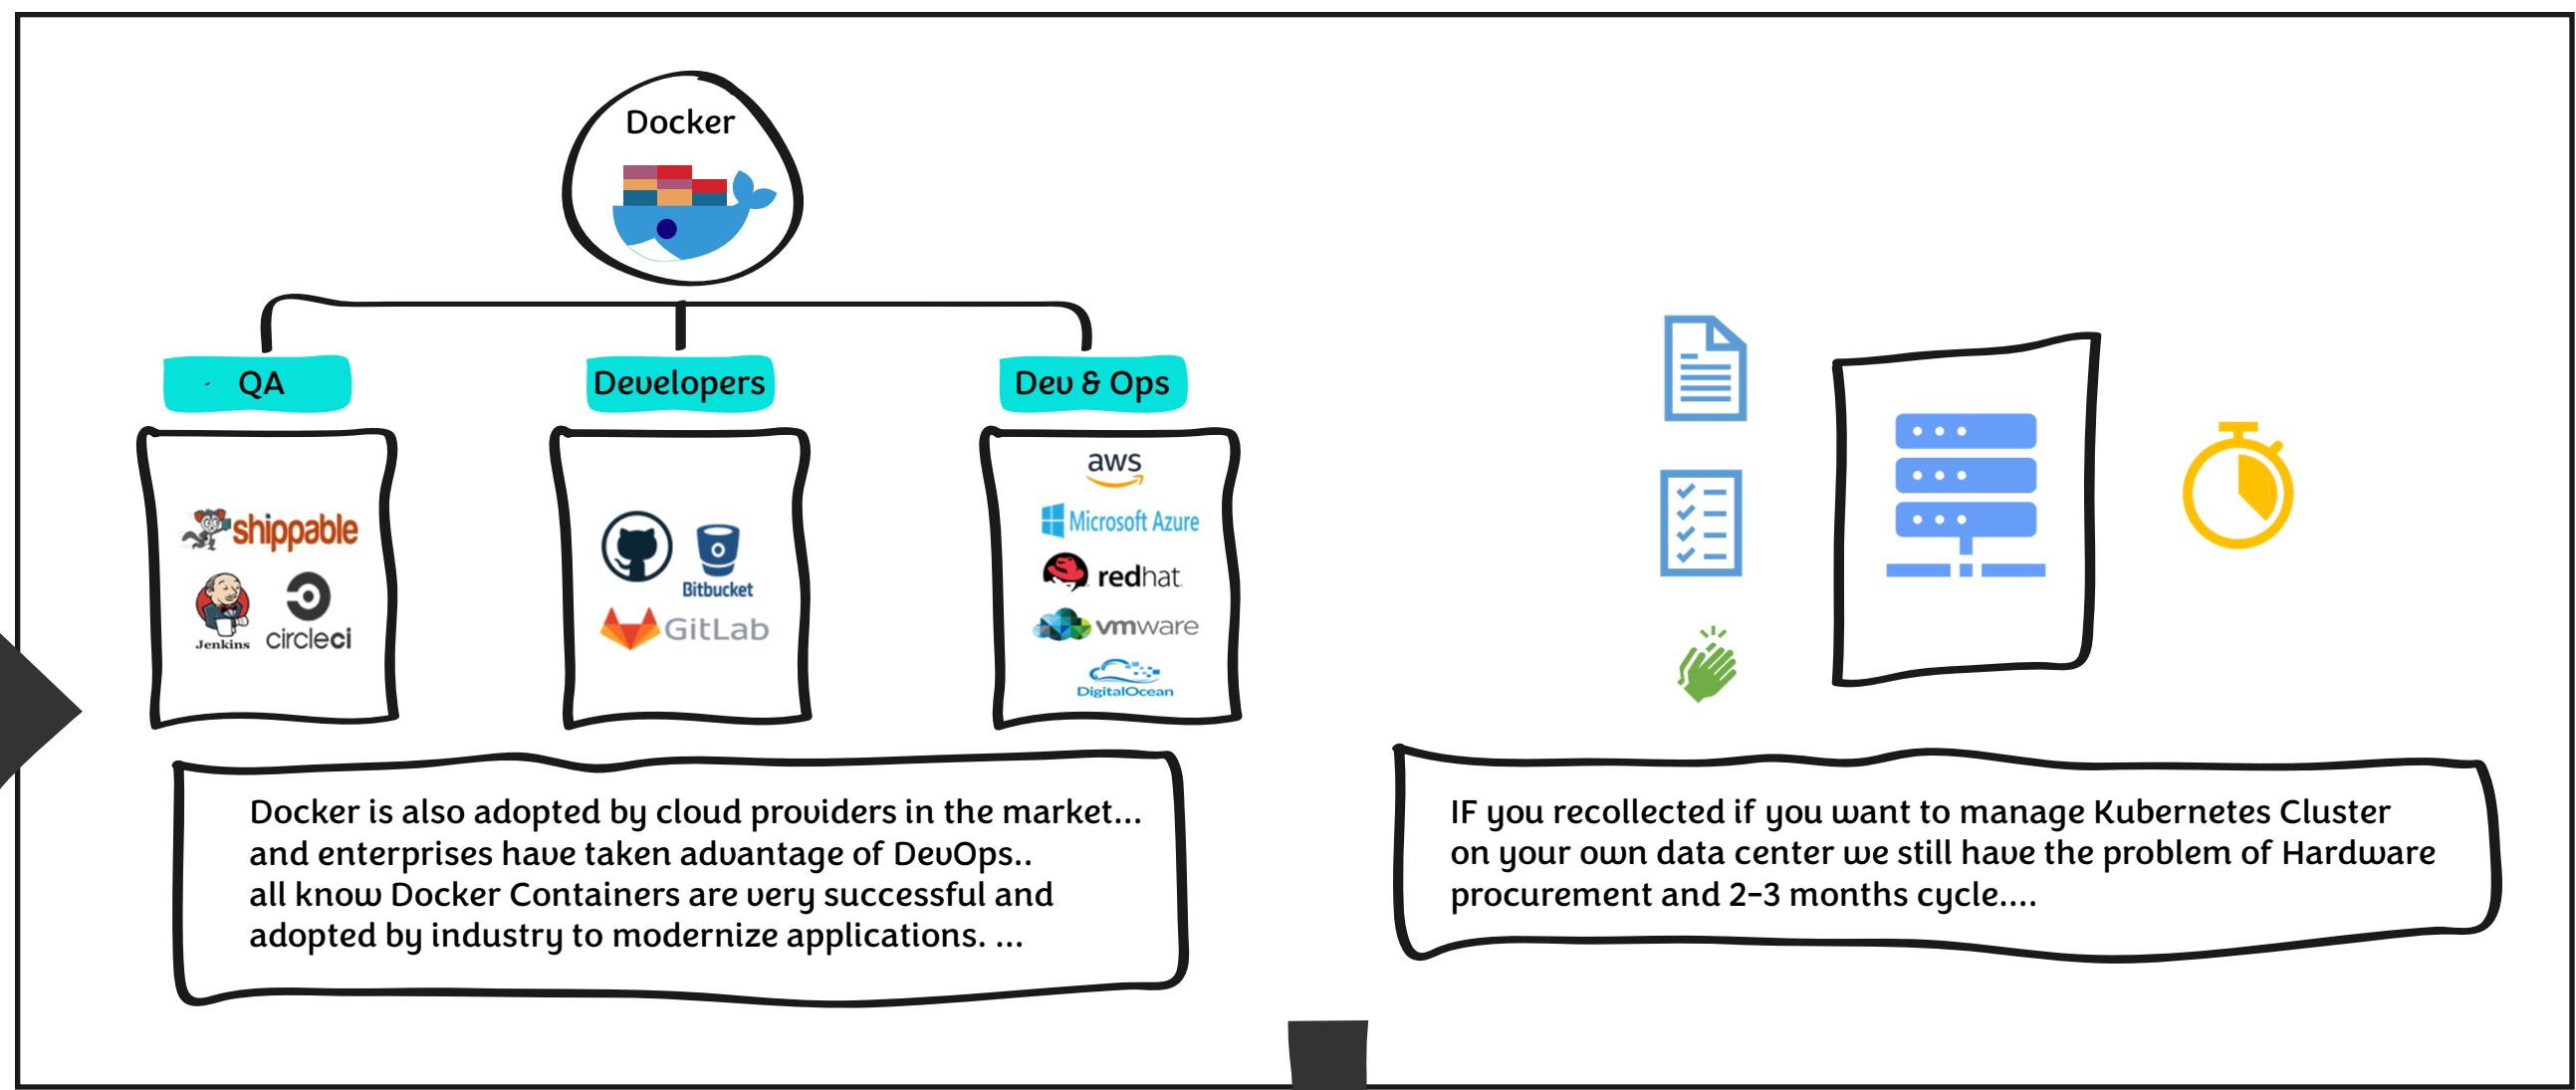 Docker
QA
Developers
Dev & Ops
shippable
Jenkins
circleci
Bitbucket
GitLab
aws
Microsoft Azure
redhat.
vmware
DigitalOcean
Docker is also adopted by cloud providers in the market...
and enterprises have taken advantage of DevOps..
all know Docker Containers are very successful and
adopted by industry to modernize applications. ...
IF you recollected if you want to manage Kubernetes Cluster
on your own data center we still have the problem of Hardware
procurement and 2-3 months cycle....